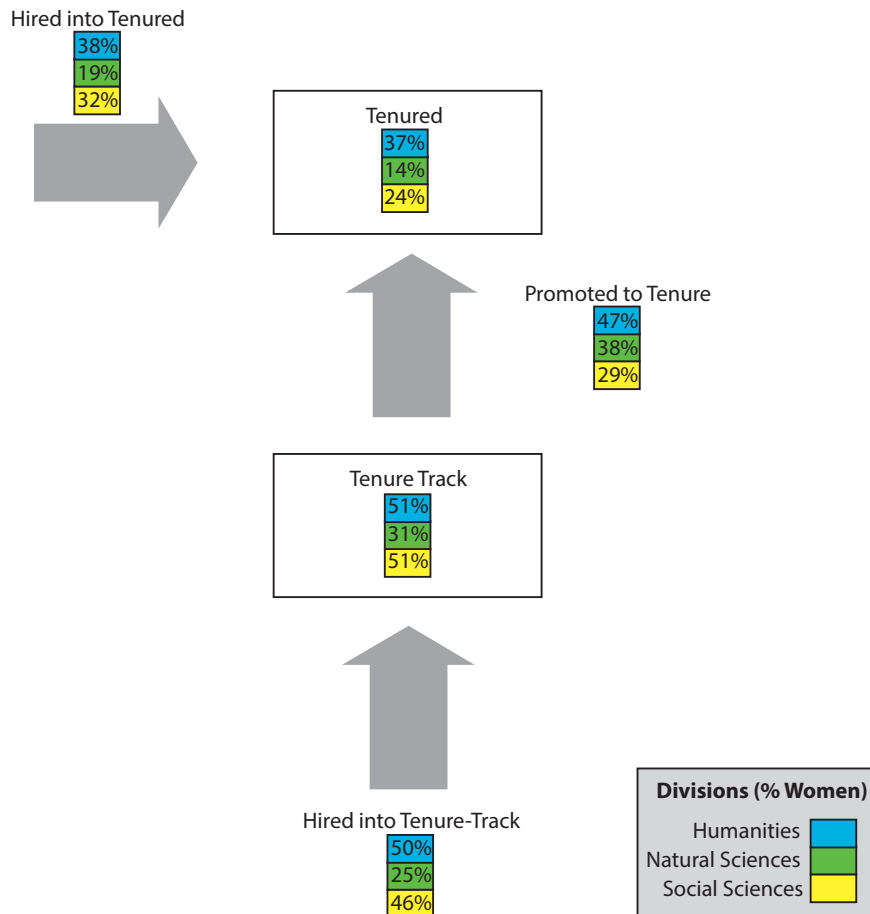 Hired into Tenured
38%
19%
32%
Tenured
37%
14%
24%
Promoted to Tenure
47%
38%
29%
Tenure Track
51%
31%
51%
Hired into Tenure-Track
50%
25%
46%
Divisions (% Women)
Humanities
Natural Sciences
Social Sciences